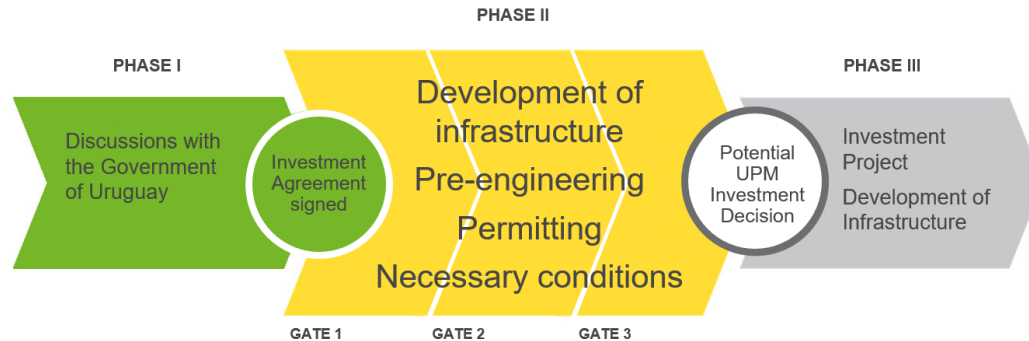 PHASE II
PHASE I
PHASE III
Discussions with
the Government
of Uruguay
Investment
Agreement
signed
Development of
infrastructure
Pre-engineering
Permitting
Necessary conditions
Potential
UPM
Investment
Decision
Investment
Project
Development of
Infrastructure
GATE 1
GATE 2
GATE 3